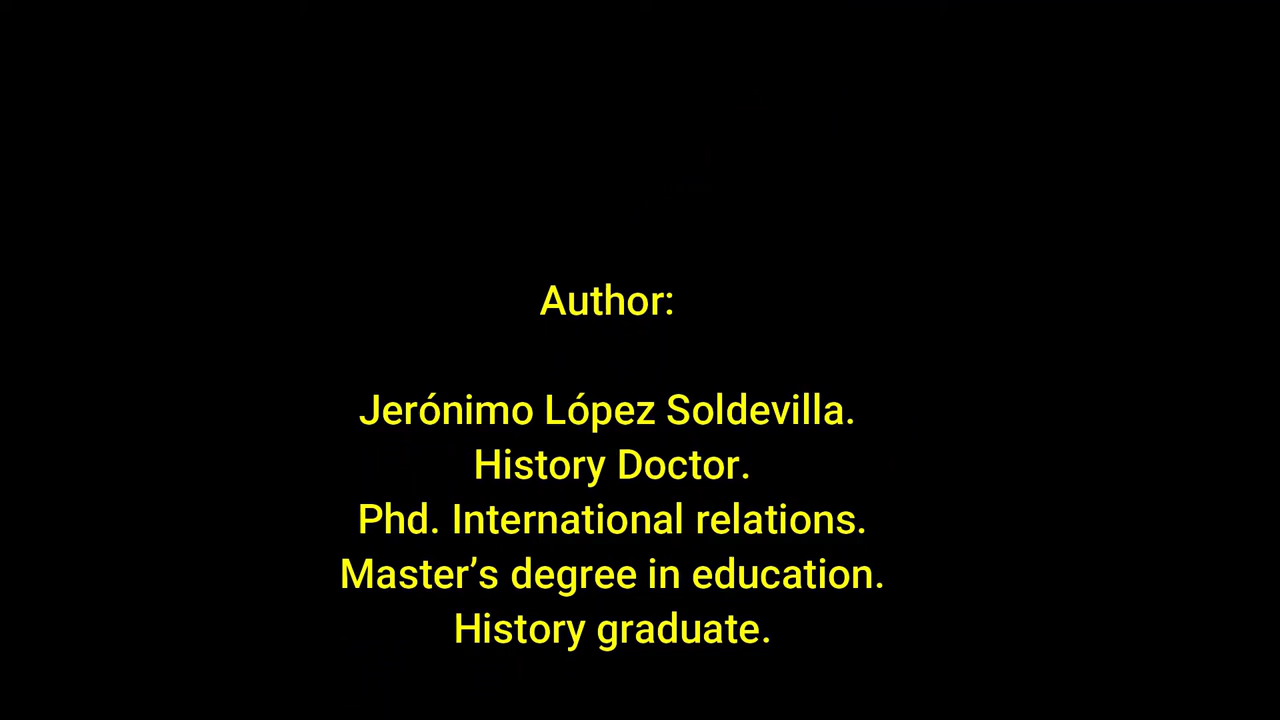 Author:
Jerónimo López Soldevilla.
History Doctor.
Phd. International relations.
Master’s degree in education.
History graduate.